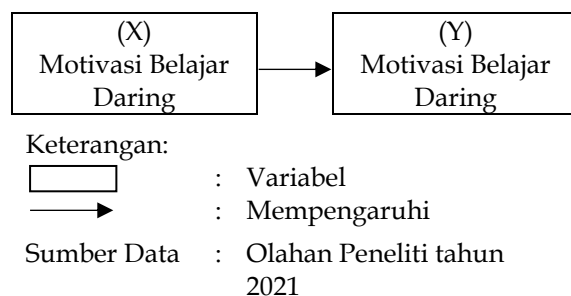 (X)
Motivasi Belajar
Daring
(Y)
Motivasi Belajar
Daring
Keterangan:
: Variabel
: Mempengaruhi
Sumber Data : Olahan Peneliti tahun
2021